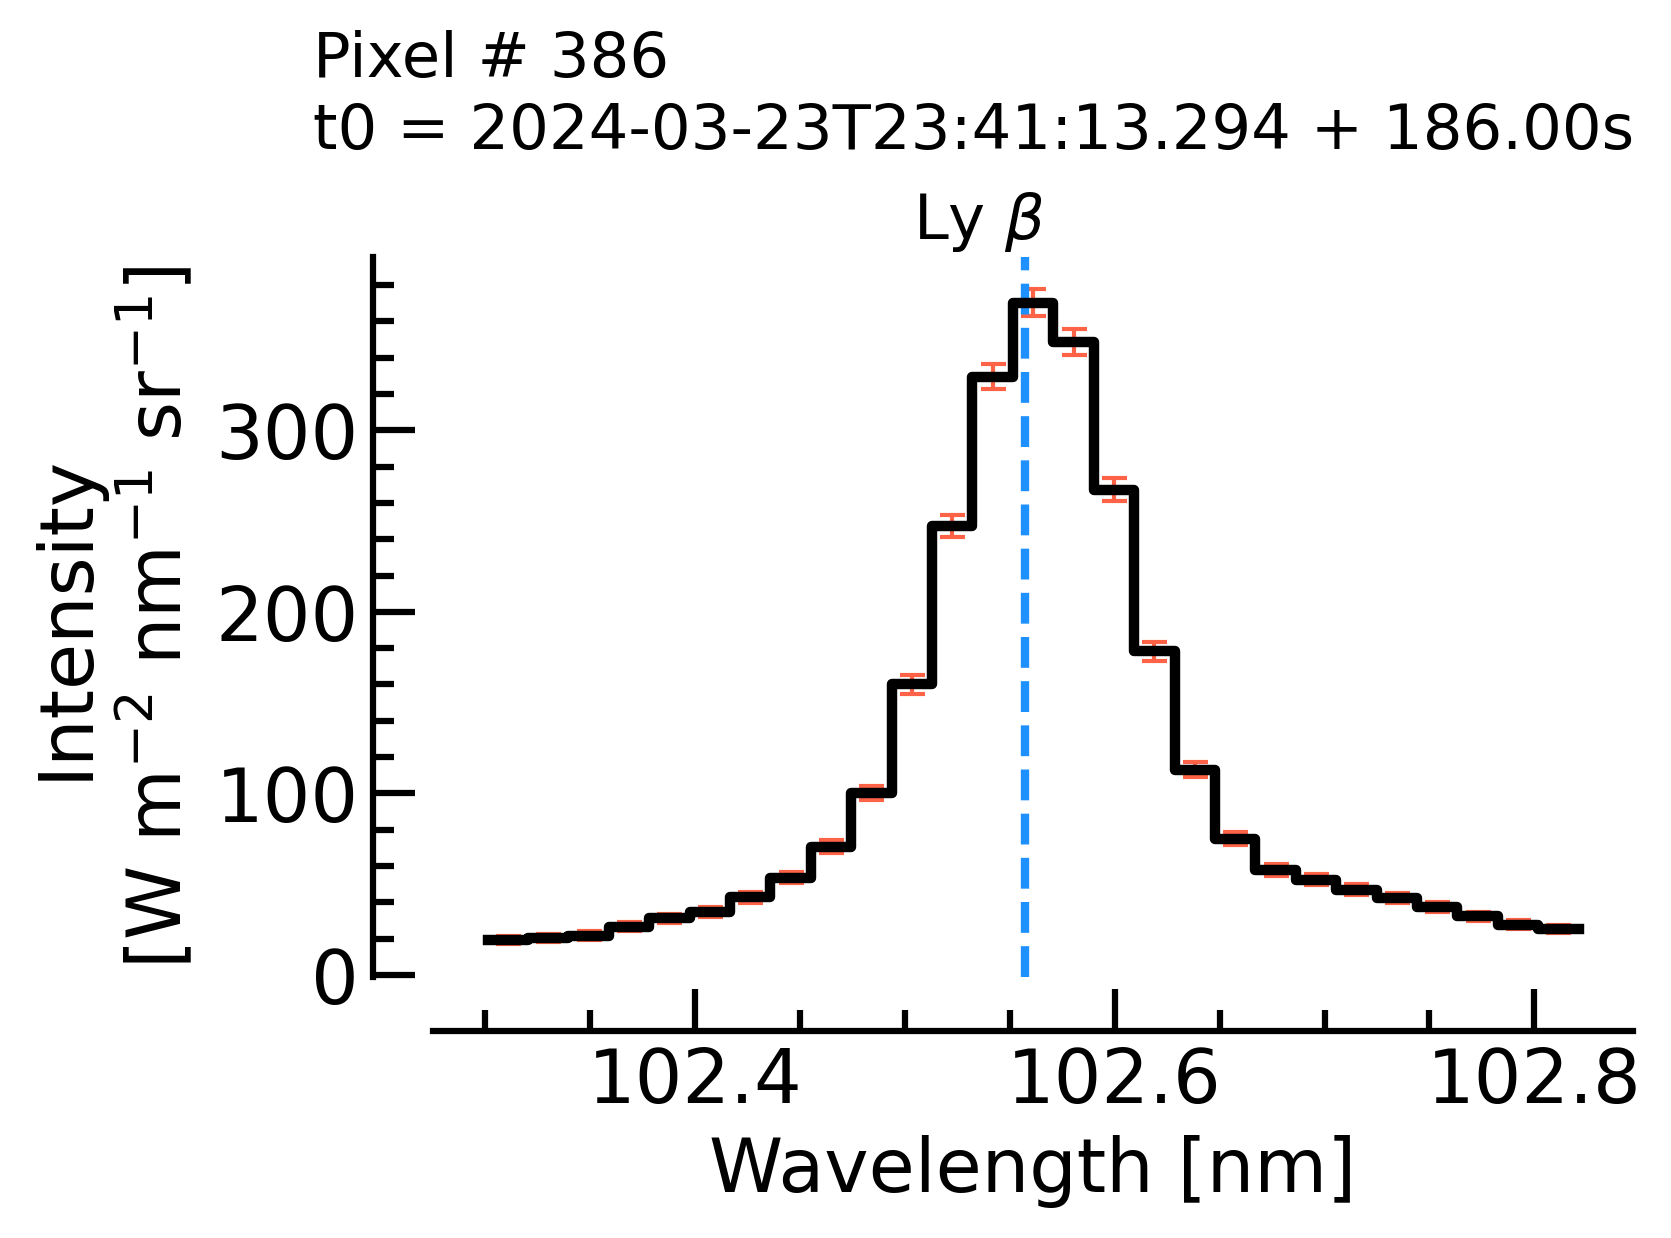 Pixel # 386
t0 = 2024-03-23T23:41:13.294 + 186.00s
Ly β
Intensity
[W m⁻² nm⁻¹ sr⁻¹]
300
200
100
0
102.4 102.6 102.8
Wavelength [nm]